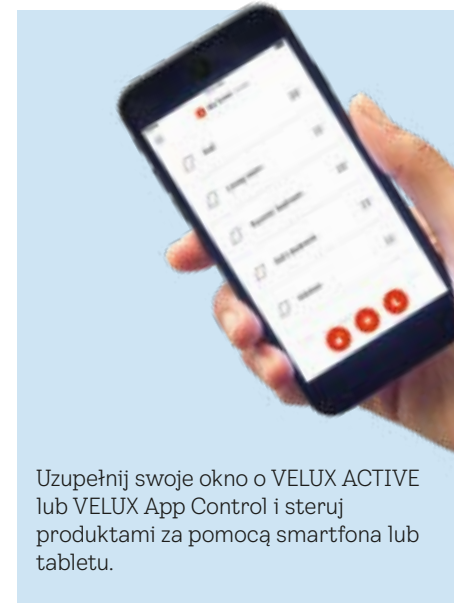 Uzupełnij swoje okno o VELUX ACTIVE
lub VELUX App Control i steruj
produktami za pomocą smartfona lub
tabletu.